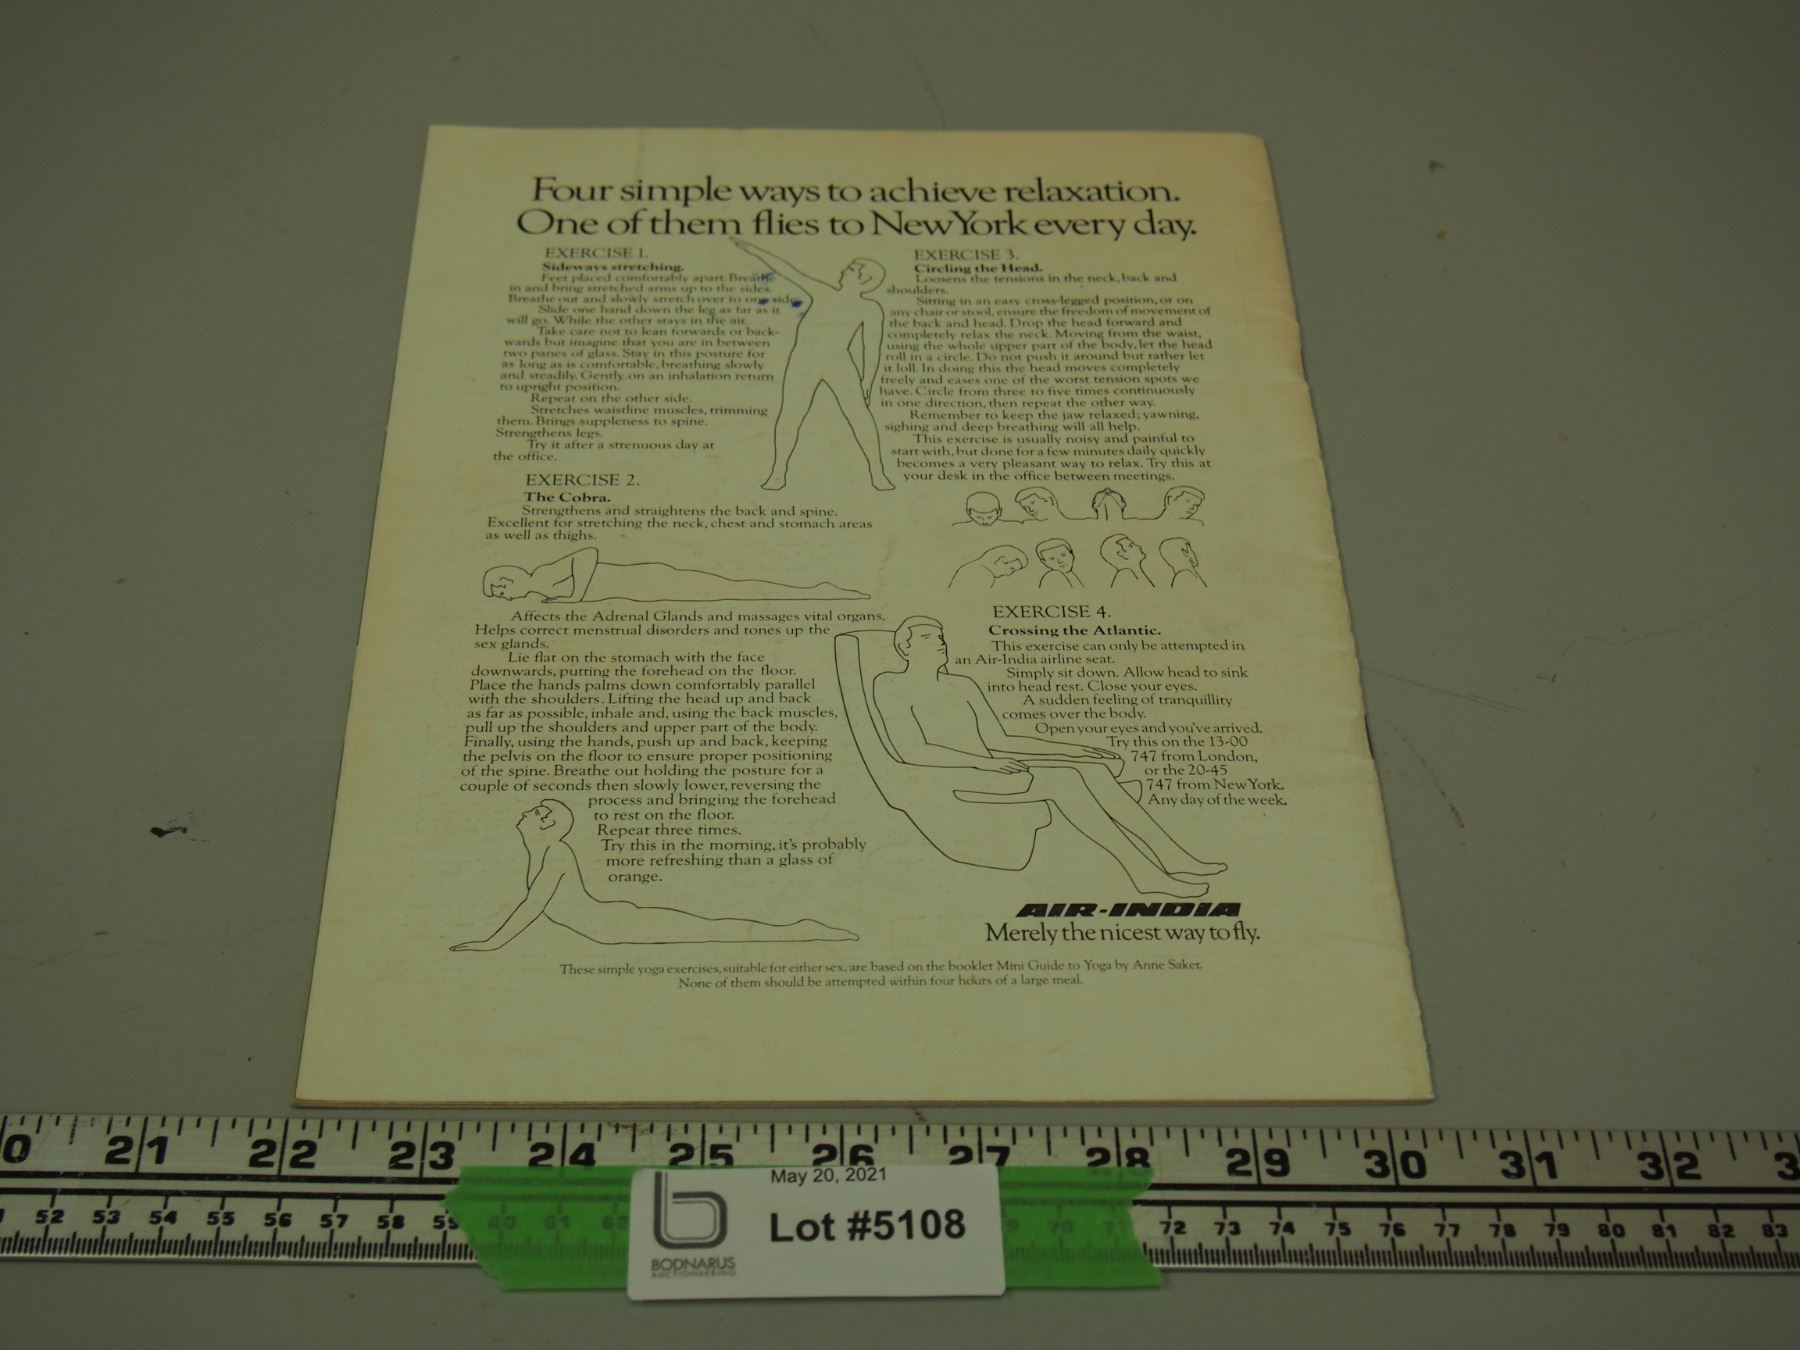 Four simple ways to achieve relaxation.
One of them flies to New York every day.
EXERCISE 1.
Sideways stretching.
Feet placed comfortably apart. Breathe
in and bring stretched arms up to the sides.
Breathe out and slowly stretch over to one side.
Slide one hand down the leg as far as it
will go. While the other stays in the air.
Take care not to lean forwards or back-
wards but imagine that you are in between
two panes of glass. Stay in this posture for
as long as is comfortable, breathing slowly
and steadily. Gently on an inhalation return
to upright position.
Repeat on the other side.
Stretches waistline muscles, trimming
them. Brings suppleness to spine.
Strengthens legs.
Try it after a strenuous day at
the office.
EXERCISE 2.
The Cobra.
Strengthens and straightens the back and spine.
Excellent for stretching the neck, chest and stomach areas
as well as thighs.
Affects the Adrenal Glands and massages vital organs.
Helps correct menstrual disorders and tones up the
sex glands.
Lie flat on the stomach with the face
downwards, putting the forehead on the floor.
Place the hands palms down comfortably parallel
with the shoulders. Lifting the head up and back
as far as possible, inhale and, using the back muscles,
pull up the shoulders and upper part of the body.
Finally, using the hands, push up and back, keeping
the pelvis on the floor to ensure proper positioning
of the spine. Breathe out holding the posture for a
couple of seconds then slowly lower, reversing the
process and bringing the forehead
to rest on the floor.
Repeat three times.
Try this in the morning, it's probably
more refreshing than a glass of
orange.
EXERCISE 3.
Circling the Head.
Loosens the tensions in the neck, back and
shoulders.
Sitting in an easy cross-legged position, or on
any chair or stool, ensure the freedom of movement of
the back and head. Drop the head forward and
completely relax the neck. Moving from the waist,
using the whole upper part of the body, let the head
roll in a circle. Do not push it around but rather let
it loll. In doing this the head moves completely
freely and eases one of the worst tension spots we
have. Circle from three to five times continuously
in one direction, then repeat the other way.
Remember to keep the jaw relaxed; yawning,
sighing and deep breathing will all help.
This exercise is usually noisy and painful to
start with, but done for a few minutes daily quickly
becomes a very pleasant way to relax. Try this at
your desk in the office between meetings.
EXERCISE 4.
Crossing the Atlantic.
This exercise can only be attempted in
an Air-India airline seat.
Simply sit down. Allow head to sink
into head rest. Close your eyes.
A sudden feeling of tranquillity
comes over the body.
Open your eyes and you've arrived.
Try this on the 13-00
747 from London,
or the 20-45
747 from New York.
Any day of the week.
AIR-INDIA
Merely the nicest way to fly.
These simple yoga exercises, suitable for either sex, are based on the booklet Mini Guide to Yoga by Anne Saker.
None of them should be attempted within four hours of a large meal.
0 21 22 23 24 25 26 27 28 29 30 31 32 3
52 53 54 55 56 57 58 59 60 61 62 9 70 71 72 73 74 75 76 77 78 79 80 81 82 83
May 20, 2021
Lot #5108
BODNARUS
AUCTIONEERING